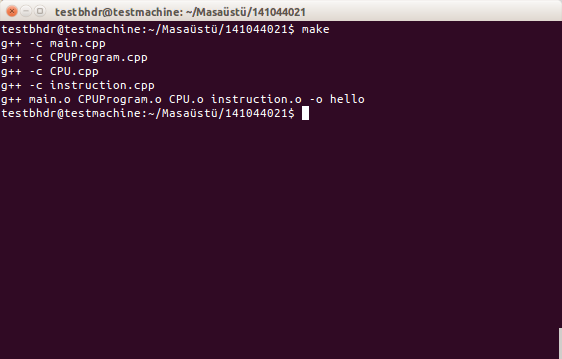 testbhdr@testmachine: ~/Masaüstü/141044021
testbhdr@testmachine:~/Masaüstü/141044021$ make
g++ -c main.cpp
g++ -c CPUProgram.cpp
g++ -c CPU.cpp
g++ -c instruction.cpp
g++ main.o CPUProgram.o CPU.o instruction.o -o hello
testbhdr@testmachine:~/Masaüstü/141044021$